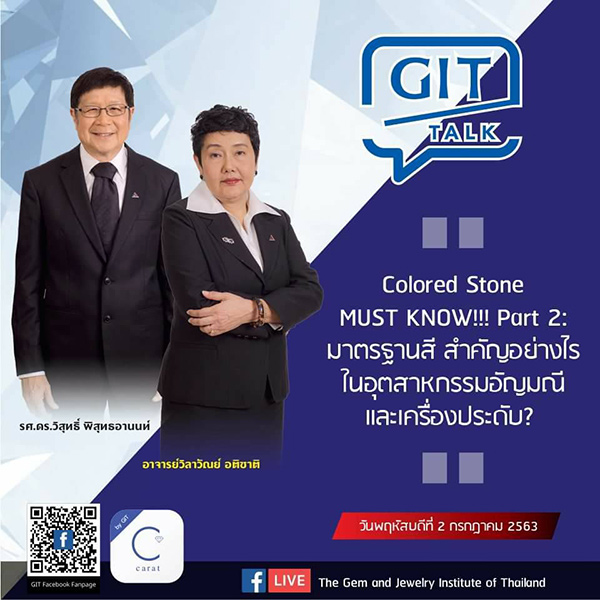 GIT
TALK
Colored Stone
MUST KNOW!!! Part 2:
มาตรฐานสี สำคัญอย่างไร
ในอุตสาหกรรมอัญมณี
และเครื่องประดับ?
รศ.ดร.วิสุทธิ์ พิสุทธอานนท์
อาจารย์วิลาวัณย์ อติชาติ
วันพฤหัสบดีที่ 2 กรกฎาคม 2563
by GIT
C
carat
GIT Facebook Fanpage
f LIVE The Gem and Jewelry Institute of Thailand